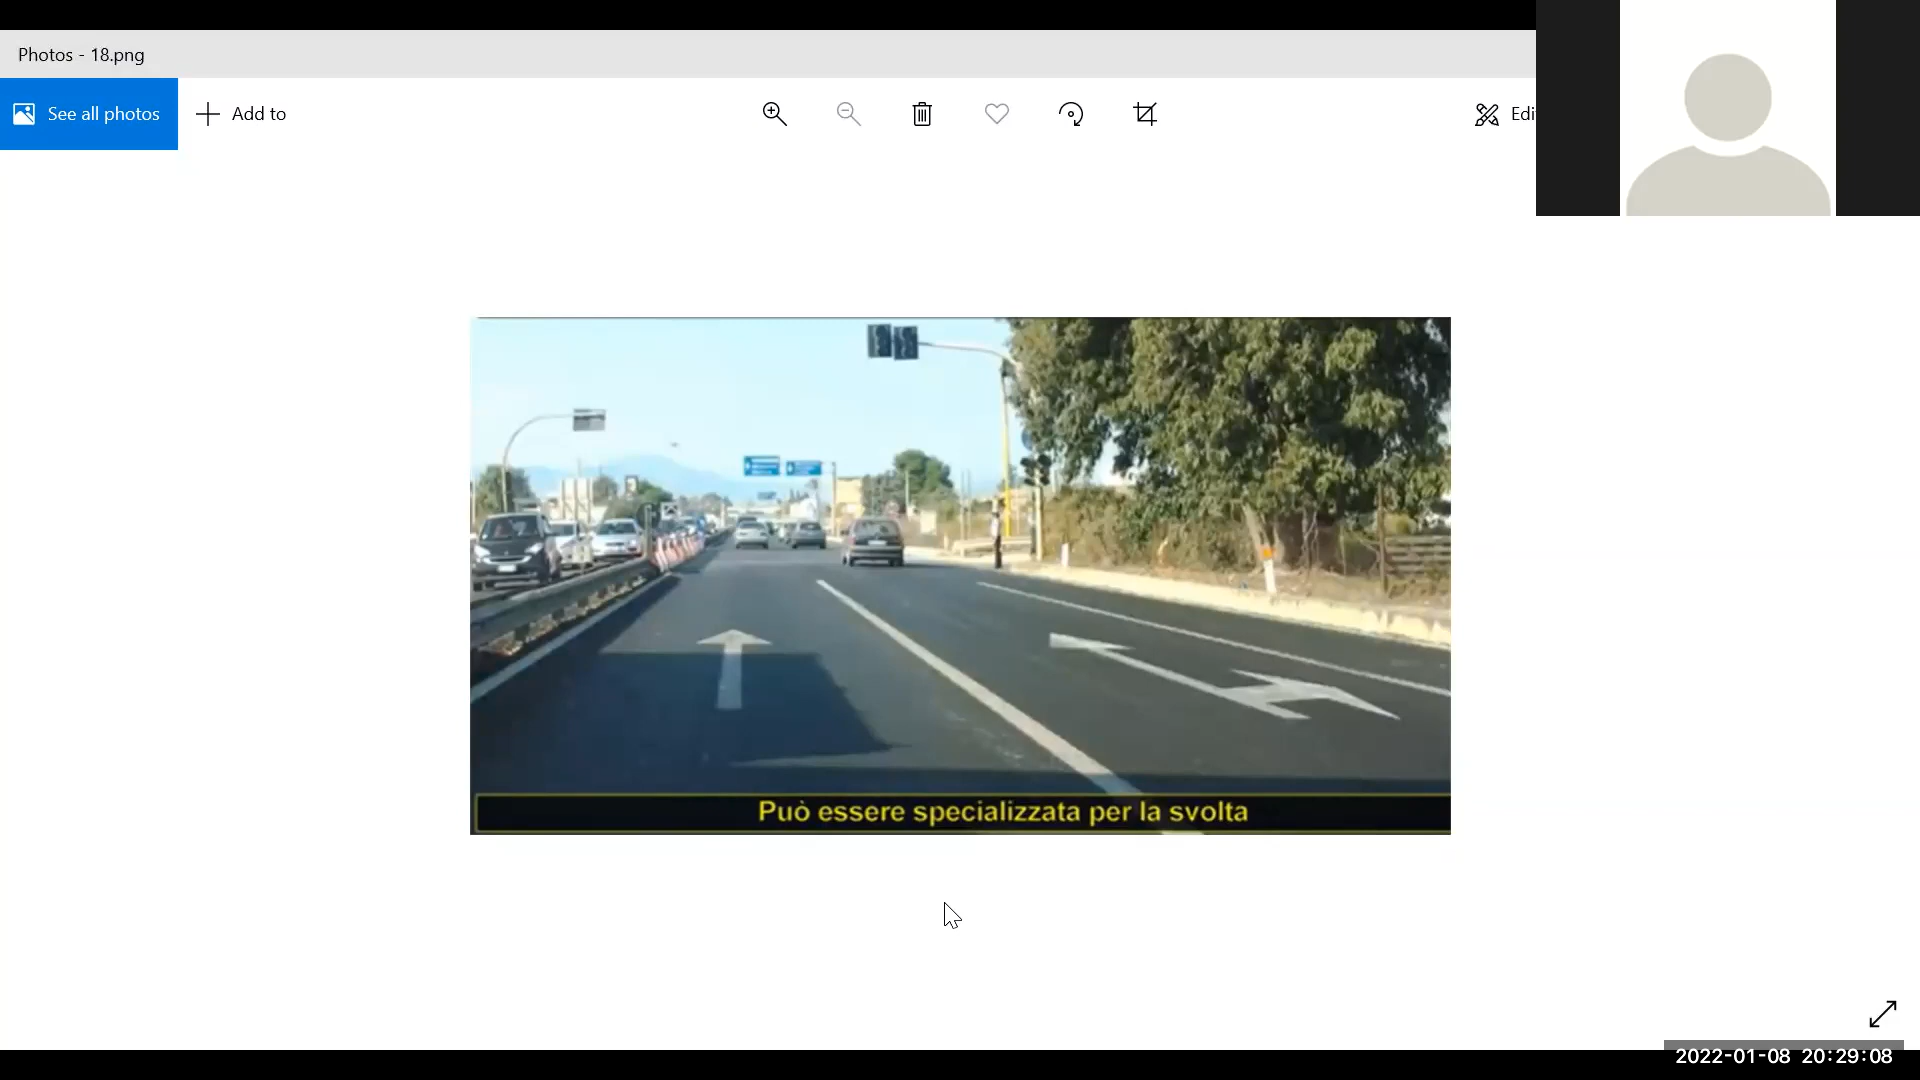 Photos - 18.png
See all photos
Add to
Edi
Può essere specializzata per la svolta
2022-01-08 20:29:08